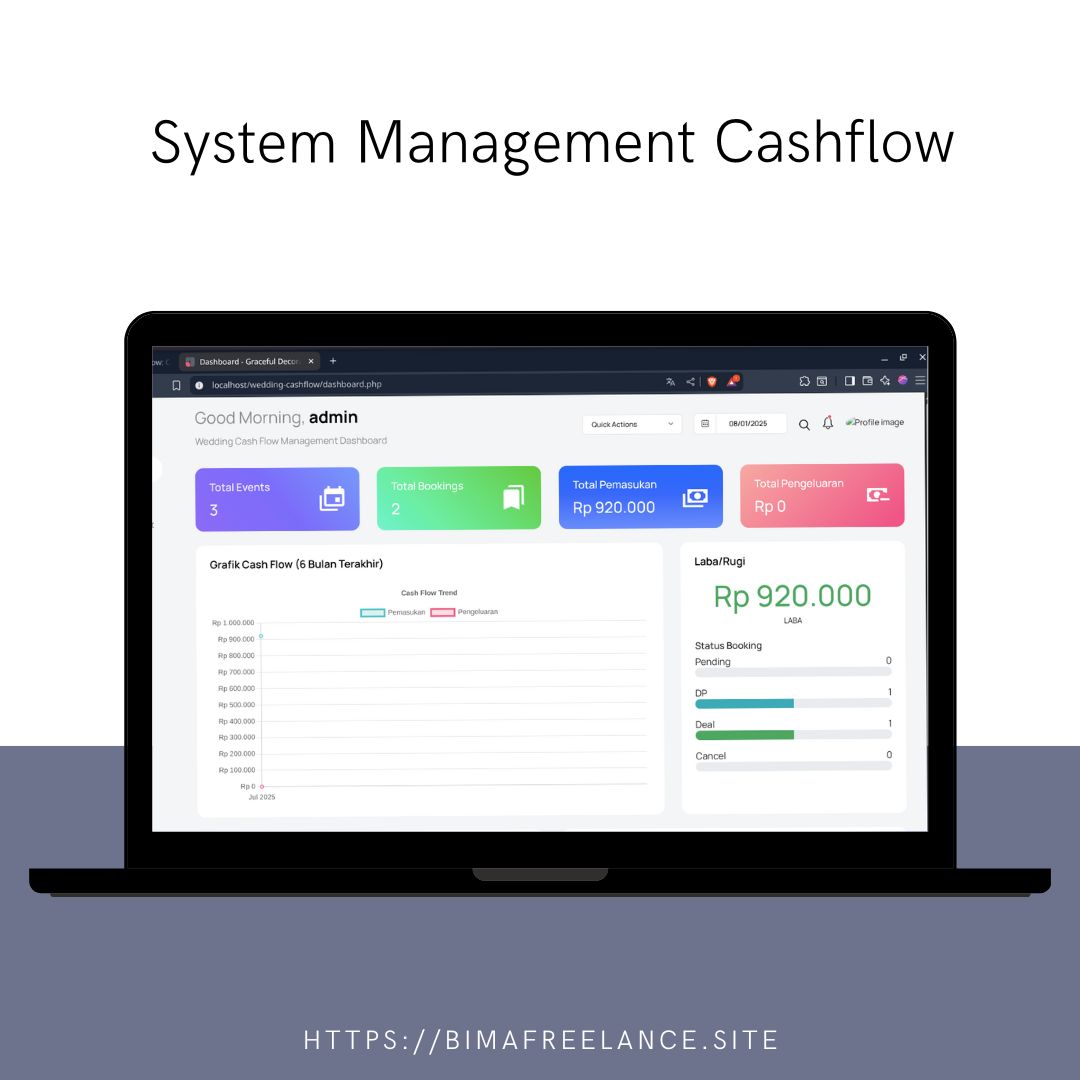 System Management Cashflow
Dashboard - Graceful Decor
localhost/wedding-cashflow/dashboard.php
Good Morning, admin
Wedding Cash Flow Management Dashboard
Quick Actions
08/01/2025
Profile image
Total Events
3
Total Bookings
2
Total Pemasukan
Rp 920.000
Total Pengeluaran
Rp 0
Grafik Cash Flow (6 Bulan Terakhir)
Cash Flow Trend
Pemasukan Pengeluaran
Rp 1.000.000
Rp 900.000
Rp 800.000
Rp 700.000
Rp 600.000
Rp 500.000
Rp 400.000
Rp 300.000
Rp 200.000
Rp 100.000
Rp 0
Jul 2025
Laba/Rugi
Rp 920.000
LABA
Status Booking
Pending 0
DP 1
Deal 1
Cancel 0
HTTPS://BIMAFREELANCE.SITE